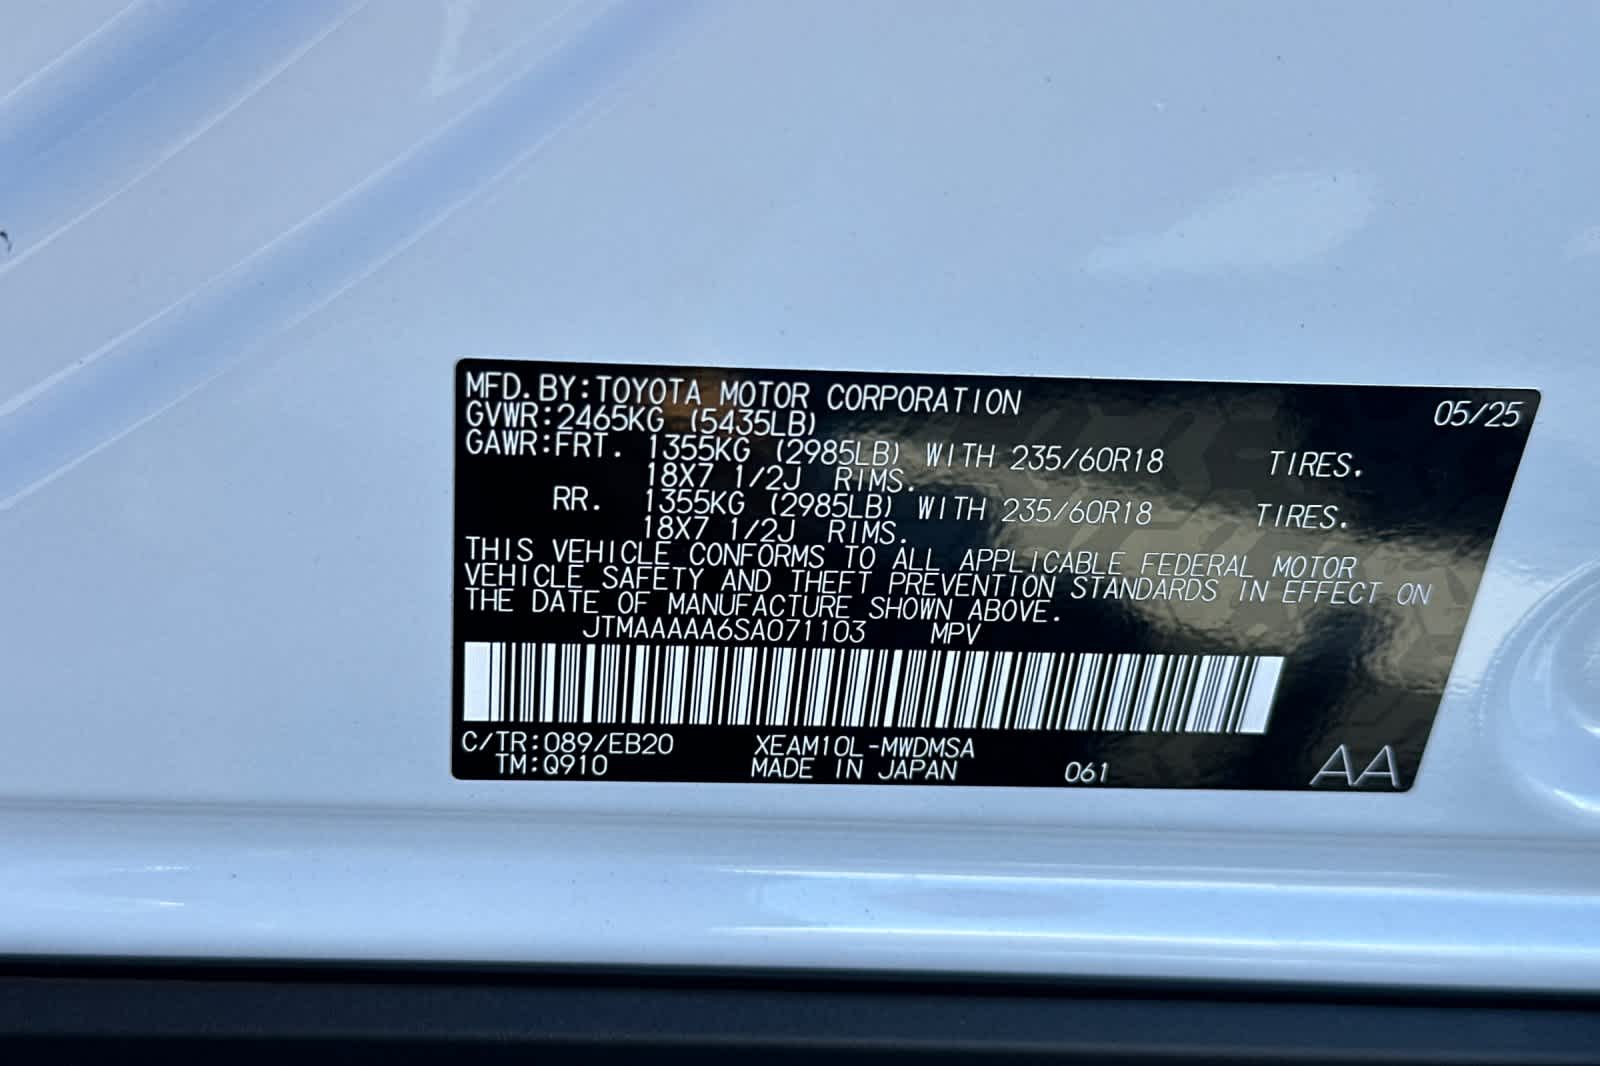 MFD.BY:TOYOTA MOTOR CORPORATION 05/25
GVWR:2465KG (5435LB)
GAWR:FRT. 1355KG (2985LB) WITH 235/60R18 TIRES.
18X7 1/2J RIMS.
RR. 1355KG (2985LB) WITH 235/60R18 TIRES.
18X7 1/2J RIMS.
THIS VEHICLE CONFORMS TO ALL APPLICABLE FEDERAL MOTOR
VEHICLE SAFETY AND THEFT PREVENTION STANDARDS IN EFFECT ON
THE DATE OF MANUFACTURE SHOWN ABOVE.
JTMAAAAA6SA071103 MPV
C/TR:089/EB20 XEAM10L-MWDMSA
TM:Q910 MADE IN JAPAN 061 AA